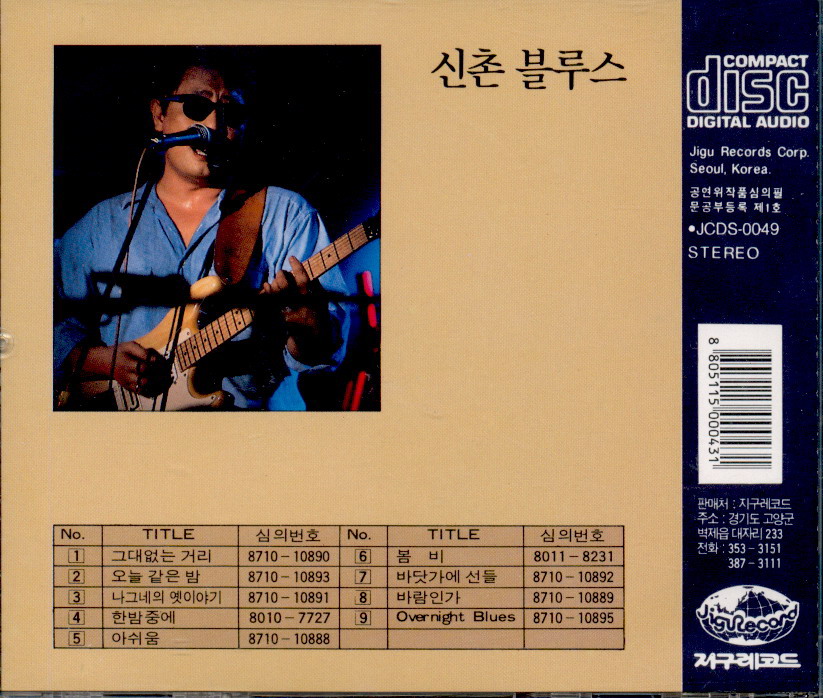 신촌 블루스
COMPACT
disc
DIGITAL AUDIO
Jigu Records Corp.
Seoul, Korea.
공연위작품심의필
문공부등록 제1호
•JCDS-0049
STEREO
8 805115 000431
판매처 : 지구레코드
주소 : 경기도 고양군
벽제읍 대자리 233
전화 : 353-3151
387-3111
Jigu Record
지구레코드
No. TITLE 심의번호 No. TITLE 심의번호
1 그대없는 거리 8710-10890 6 봄 비 8011-8231
2 오늘 같은 밤 8710-10893 7 바닷가에 선들 8710-10892
3 나그네의 옛이야기 8710-10891 8 바람인가 8710-10889
4 한밤중에 8010-7727 9 Overnight Blues 8710-10895
5 아쉬움 8710-10888